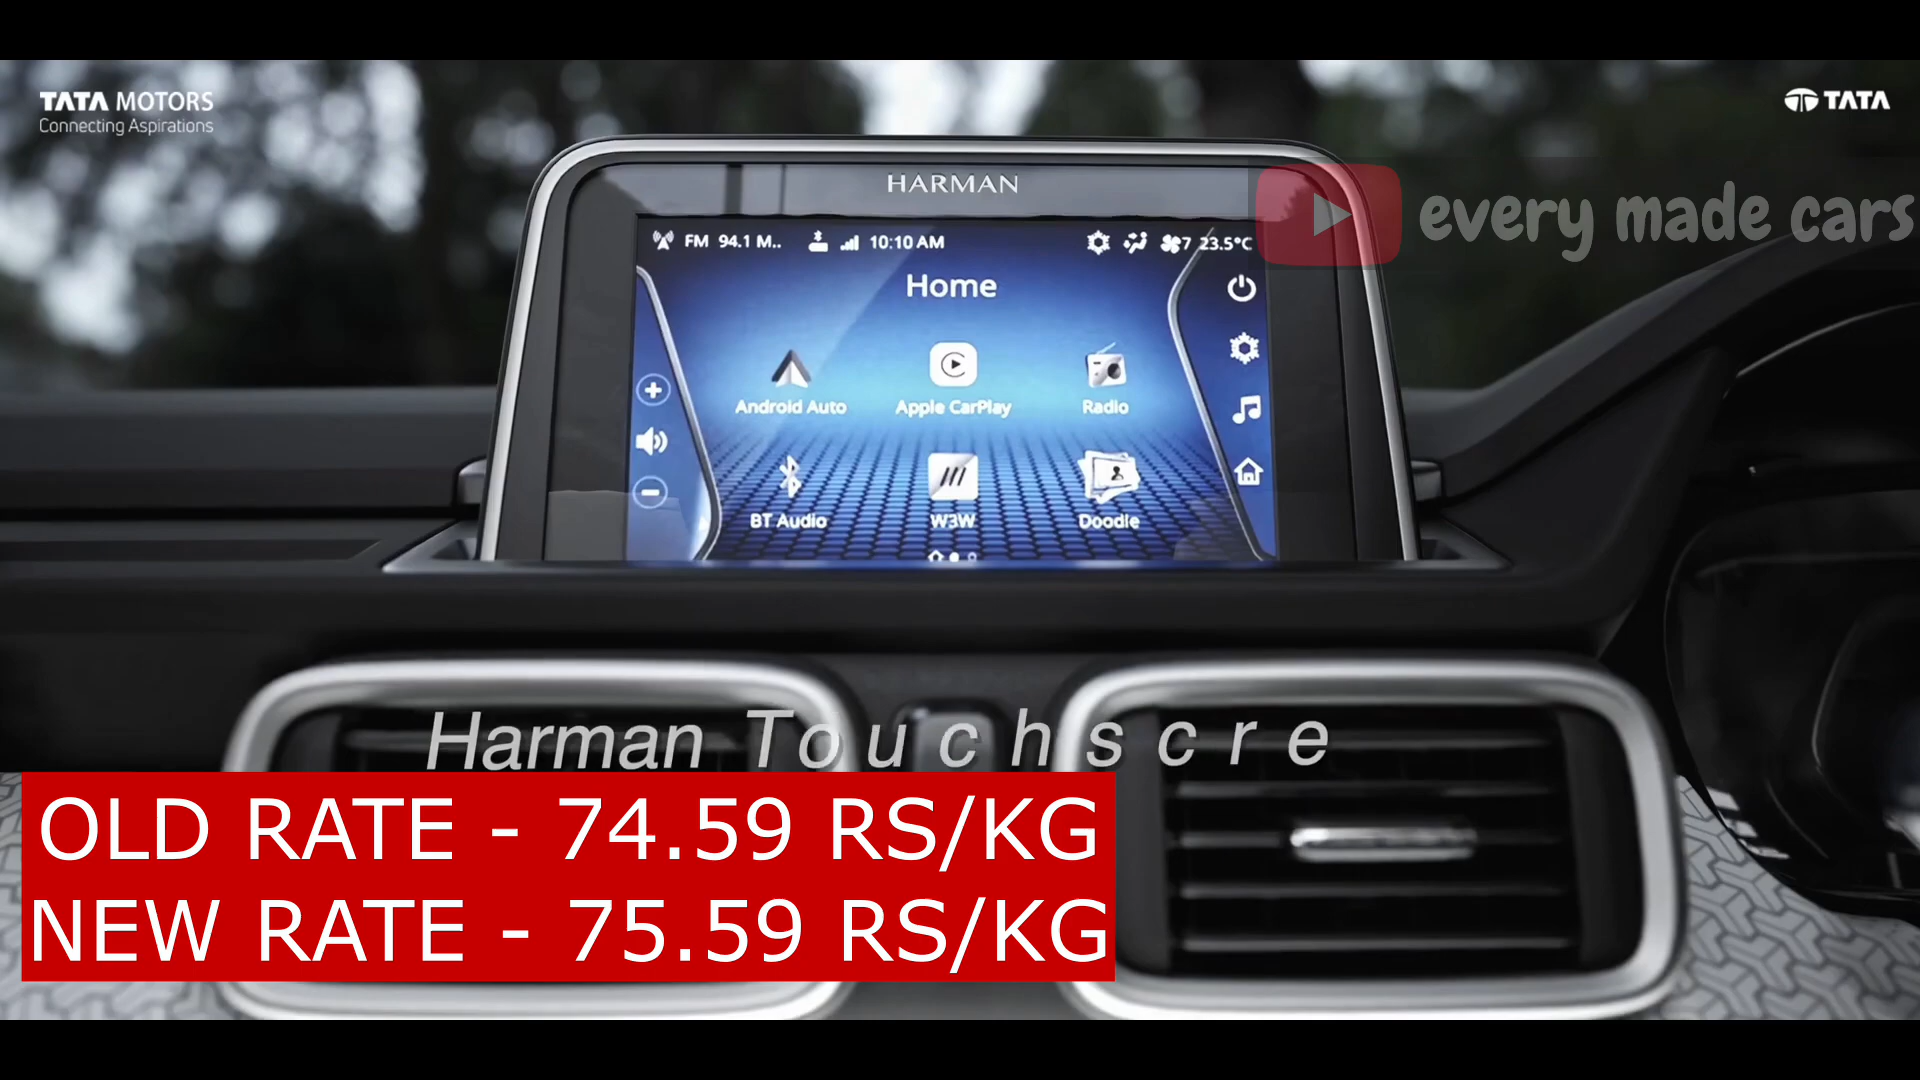 TATA MOTORS
Connecting Aspirations
TATA
HARMAN
every made cars
FM 94.1 M.. 10:10 AM 7 23.5°C
Home
Android Auto Apple CarPlay Radio
BT Audio W3W Doodle
Harman Touchscre
OLD RATE - 74.59 RS/KG
NEW RATE - 75.59 RS/KG